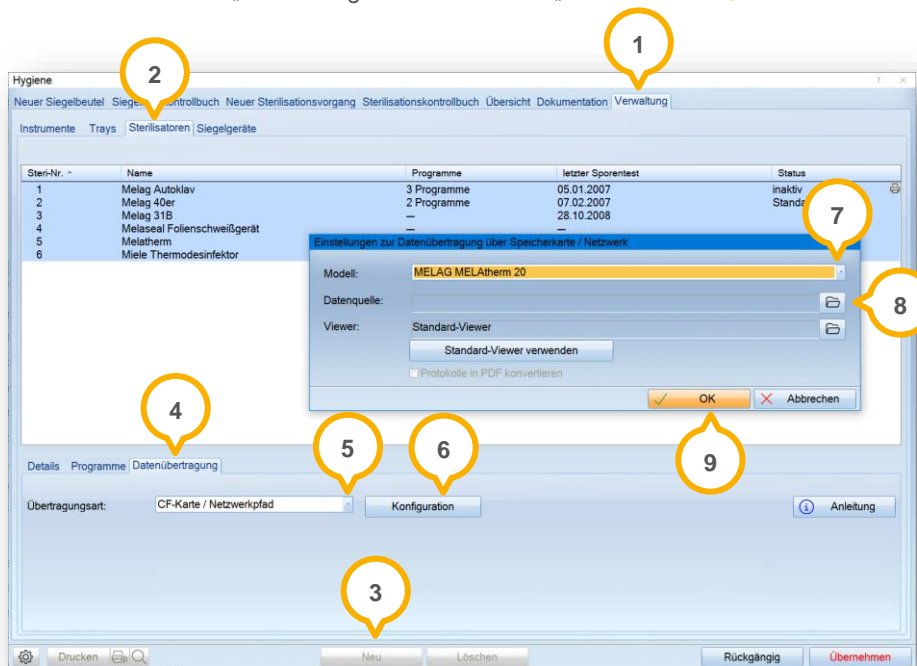 1
2
Hygiene
Neuer Siegelbeutel Sie ontrollbuch Neuer Sterilisationsvorgang Sterilisationskontrollbuch Übersicht Dokumentation Verwaltung
Instrumente Trays Sterilisatoren Siegelgeräte
Steri-Nr. Name Programme letzter Sporentest Status
1 Melag Autoklav 3 Programme 05.01.2007 inaktiv
2 Melag 40er 2 Programme 07.02.2007 Standa
3 Melag 31B — 28.10.2008
4 Melaseal Folienschweißgerät — —
5 Melatherm
6 Miele Thermodesinfektor
7
Einstellungen zur Datenübertragung über Speicherkarte / Netzwerk
Modell: MELAG MELAtherm 20
Datenquelle:
8
Viewer: Standard-Viewer
Standard-Viewer verwenden
Protokolle in PDF konvertieren
OK Abbrechen
4
5
6
9
Details Programme Datenübertragung
Übertragungsart: CF-Karte / Netzwerkpfad Konfiguration Anleitung
3
Drucken Neu Löschen Rückgängig Übernehmen